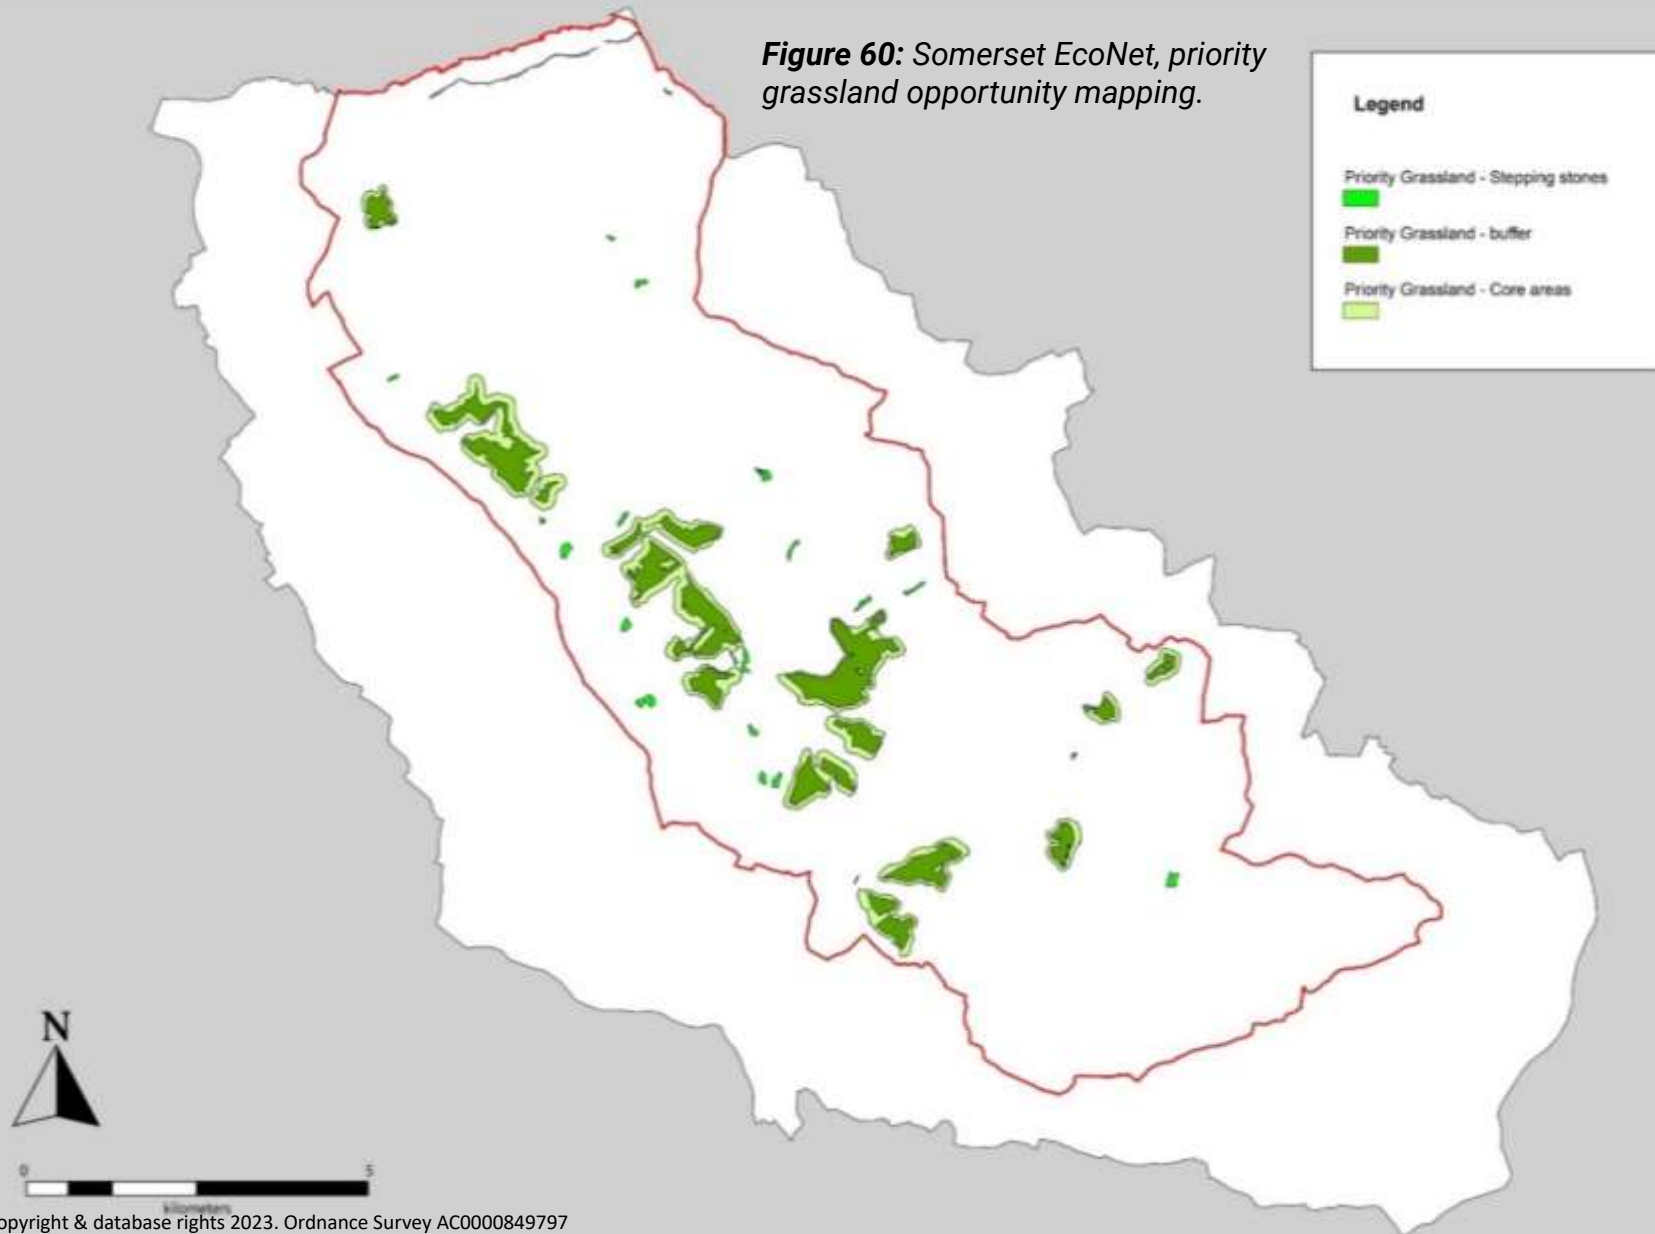 Figure 60: Somerset EcoNet, priority
grassland opportunity mapping.
Legend
Priority Grassland - Stepping stones
Priority Grassland - buffer
Priority Grassland - Core areas
N
0 5
kilometers
opyright & database rights 2023. Ordnance Survey AC0000849797